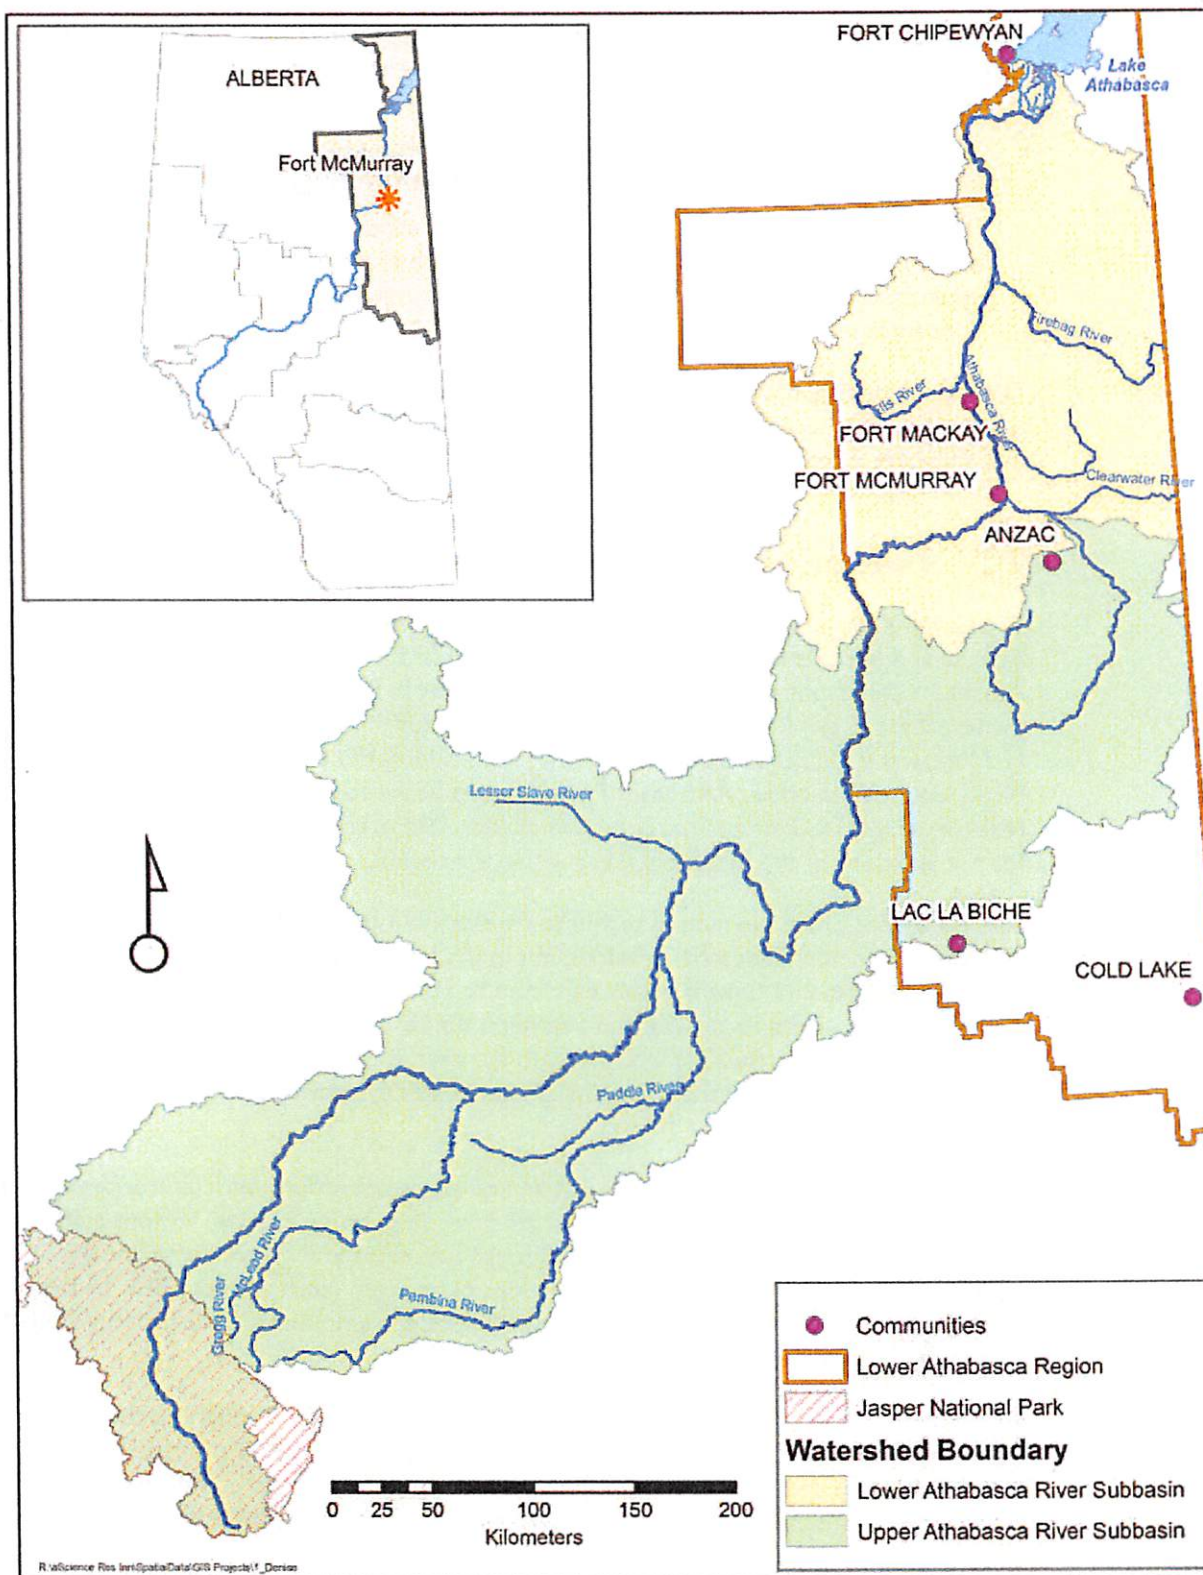 FORT CHIPEWYAN
Lake
Athabasca
ALBERTA
Fort McMurray
Firebag River
Athabasca River
Ells River
FORT MACKAY
FORT MCMURRAY
Clearwater River
ANZAC
Lesser Slave River
LAC LA BICHE
COLD LAKE
Paddle River
McLeod River
Gregg River
Pembina River
Communities
Lower Athabasca Region
Jasper National Park
Watershed Boundary
Lower Athabasca River Subbasin
Upper Athabasca River Subbasin
0 25 50 100 150 200
Kilometers